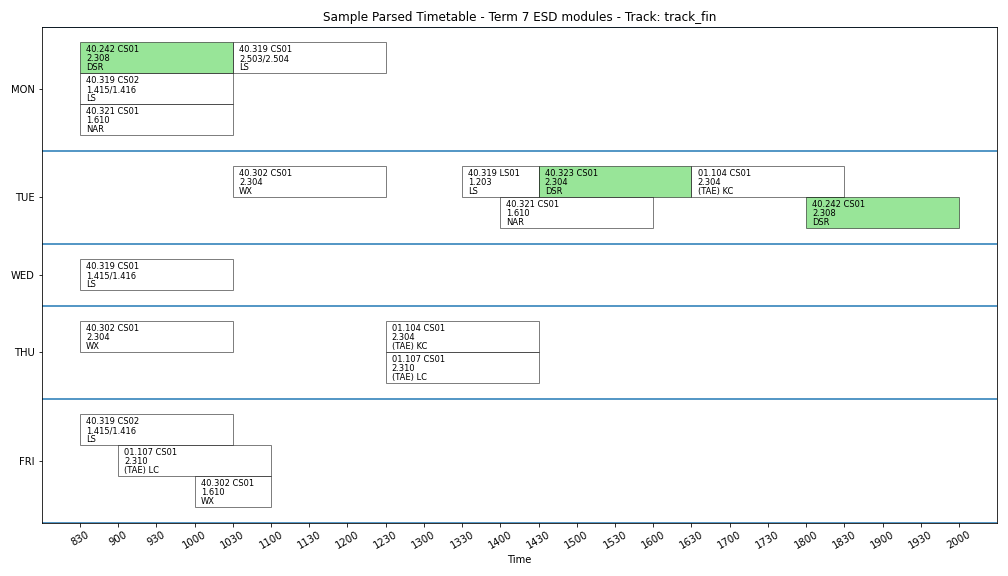 Sample Parsed Timetable - Term 7 ESD modules - Track: track_fin
MON
40.242 CS01
2.308
DSR
40.319 CS01
2.503/2.504
LS
40.319 CS02
1.415/1.416
LS
40.321 CS01
1.610
NAR
TUE
40.302 CS01
2.304
WX
40.319 LS01
1.203
LS
40.323 CS01
2.304
DSR
01.104 CS01
2.304
(TAE) KC
40.321 CS01
1.610
NAR
40.242 CS01
2.308
DSR
WED
40.319 CS01
1.415/1.416
LS
THU
40.302 CS01
2.304
WX
01.104 CS01
2.304
(TAE) KC
01.107 CS01
2.310
(TAE) LC
FRI
40.319 CS02
1.415/1.416
LS
01.107 CS01
2.310
(TAE) LC
40.302 CS01
1.610
WX
830 900 930 1000 1030 1100 1130 1200 1230 1330 1400 1430 1500 1530 1600 1630 1700 1730 1800 1830 1900 1930 2000
Time